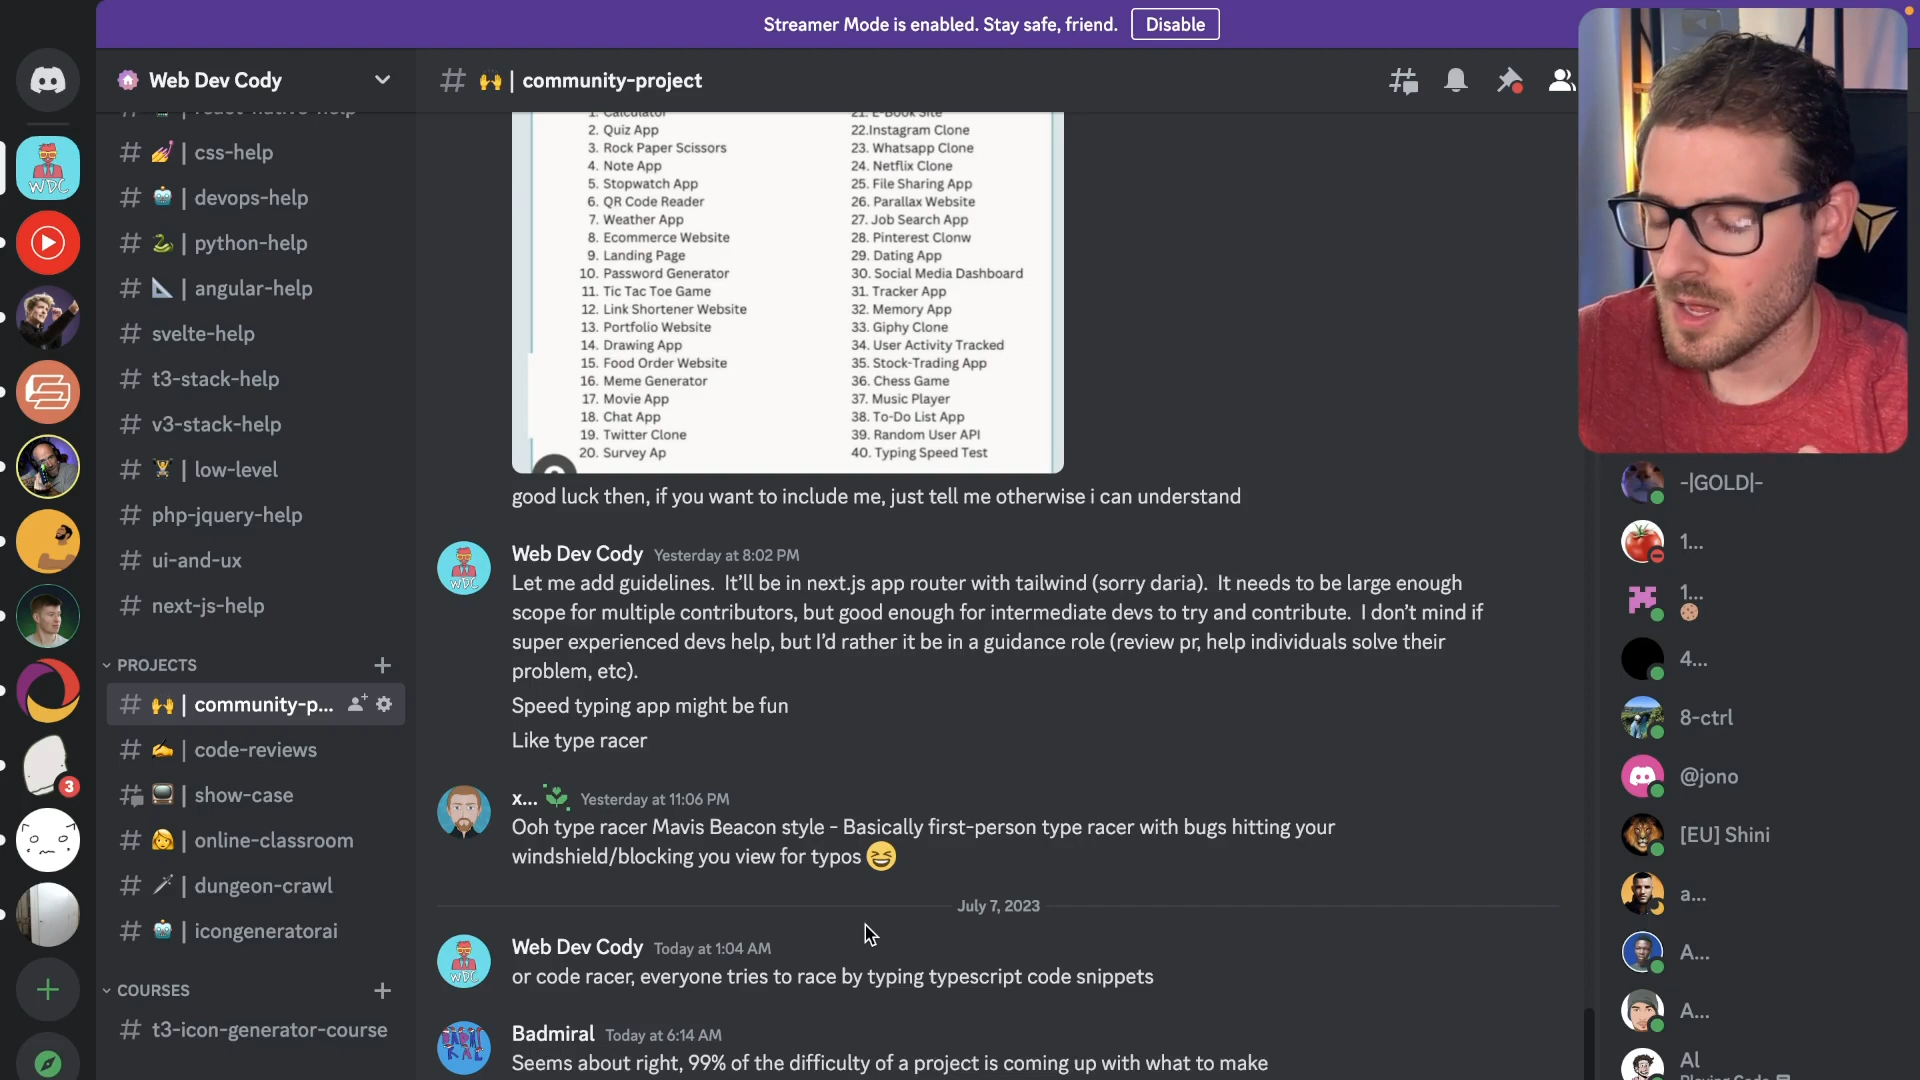 Streamer Mode is enabled. Stay safe, friend.
Disable
Web Dev Cody
css-help
devops-help
python-help
angular-help
svelte-help
t3-stack-help
v3-stack-help
low-level
php-jquery-help
ui-and-ux
next-js-help
PROJECTS
community-p...
code-reviews
show-case
online-classroom
dungeon-crawl
icongeneratorai
COURSES
t3-icon-generator-course
WDC
3
community-project
1. Calculator
2. Quiz App
3. Rock Paper Scissors
4. Note App
5. Stopwatch App
6. QR Code Reader
7. Weather App
8. Ecommerce Website
9. Landing Page
10. Password Generator
11. Tic Tac Toe Game
12. Link Shortener Website
13. Portfolio Website
14. Drawing App
15. Food Order Website
16. Meme Generator
17. Movie App
18. Chat App
19. Twitter Clone
20. Survey Ap
21. E-Book Site
22.Instagram Clone
23. Whatsapp Clone
24. Netflix Clone
25. File Sharing App
26. Parallax Website
27. Job Search App
28. Pinterest Clonw
29. Dating App
30. Social Media Dashboard
31. Tracker App
32. Memory App
33. Giphy Clone
34. User Activity Tracked
35. Stock-Trading App
36. Chess Game
37. Music Player
38. To-Do List App
39. Random User API
40. Typing Speed Test
good luck then, if you want to include me, just tell me otherwise i can understand
WDC
Web Dev Cody Yesterday at 8:02 PM
Let me add guidelines. It'll be in next.js app router with tailwind (sorry daria). It needs to be large enough
scope for multiple contributors, but good enough for intermediate devs to try and contribute. I don't mind if
super experienced devs help, but I'd rather it be in a guidance role (review pr, help individuals solve their
problem, etc).
Speed typing app might be fun
Like type racer
x... Yesterday at 11:06 PM
Ooh type racer Mavis Beacon style - Basically first-person type racer with bugs hitting your
windshield/blocking you view for typos 😆
July 7, 2023
WDC
Web Dev Cody Today at 1:04 AM
or code racer, everyone tries to race by typing typescript code snippets
Badmiral Today at 6:14 AM
Seems about right, 99% of the difficulty of a project is coming up with what to make
-|GOLD|-
1...
1...
4...
8-ctrl
@jono
[EU] Shini
a...
A...
A...
Al